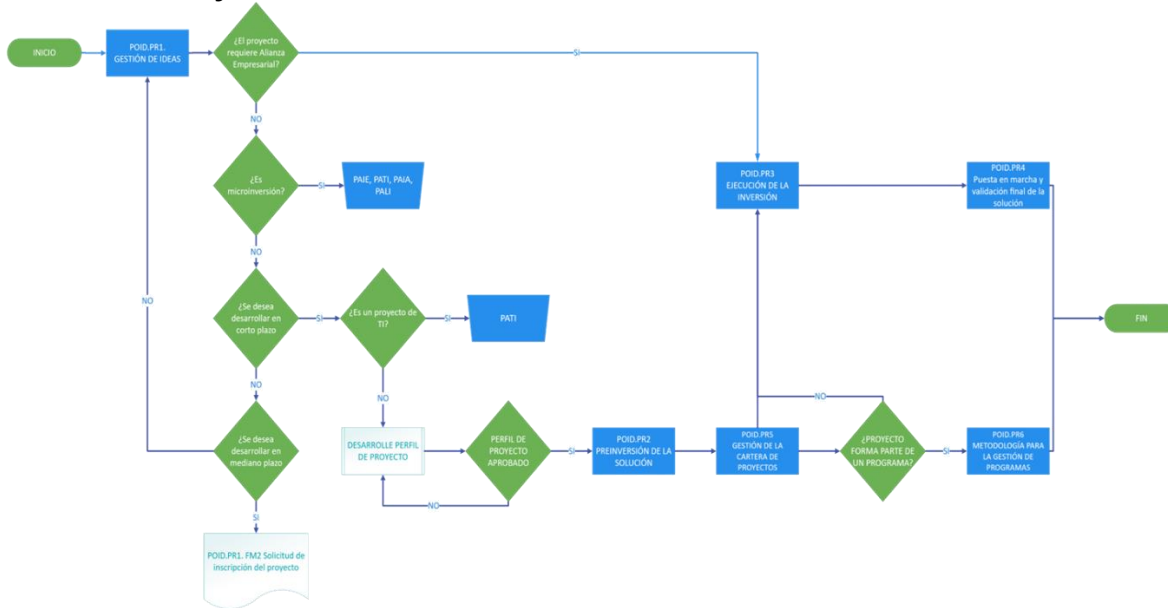 INICIO
POID.PR1.
GESTIÓN DE IDEAS
¿El proyecto
requiere Alianza
Empresarial?
SI
NO
¿Es
microinversión?
SI
PAIE, PATI, PAIA,
PALI
POID.PR3
EJECUCIÓN DE LA
INVERSIÓN
POID.PR4
Puesta en marcha y
validación final de la
solución
NO
NO
¿Se desea
desarrollar en
corto plazo
SI
¿Es un proyecto de
TI?
SI
PATI
FIN
NO
NO
NO
¿Se desea
desarrollar en
mediano plazo
DESARROLLE PERFIL
DE PROYECTO
PERFIL DE
PROYECTO
APROBADO
SI
POID.PR2
PREINVERSIÓN DE LA
SOLUCIÓN
POID.PR5
GESTIÓN DE LA
CARTERA DE
PROYECTOS
¿PROYECTO
FORMA PARTE DE
UN PROGRAMA?
SI
POID.PR6
METODOLOGÍA PARA
LA GESTIÓN DE
PROGRAMAS
NO
SI
POID.PR1. FM2 Solicitud de
inscripción del proyecto